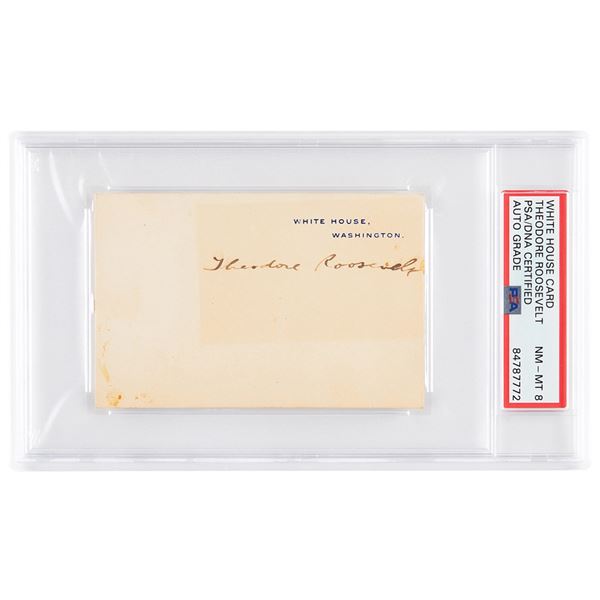 WHITE HOUSE,
WASHINGTON.
Theodore Roosevelt
WHITE HOUSE CARD
THEODORE ROOSEVELT
PSA/DNA CERTIFIED
AUTO GRADE
NM - MT 8
PSA
84787772